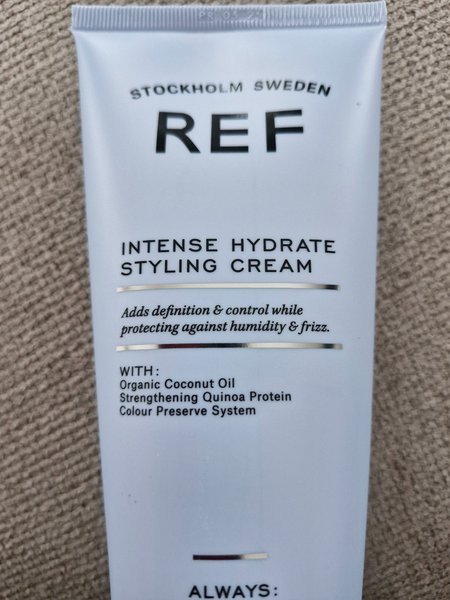 STOCKHOLM SWEDEN
REF
INTENSE HYDRATE
STYLING CREAM
Adds definition & control while
protecting against humidity & frizz.
WITH:
Organic Coconut Oil
Strengthening Quinoa Protein
Colour Preserve System
ALWAYS: